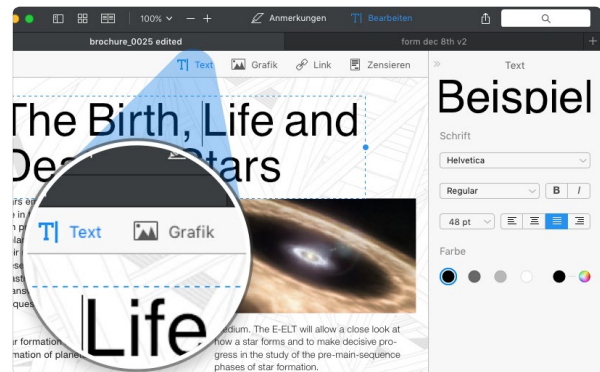 100%
Anmerkungen
Bearbeiten
brochure_0025 edited
form dec 8th v2
Text
Grafik
Link
Zensieren
Text
Beispiel
The Birth, Life and
Stars
Schrift
Helvetica
Regular
B I
48 pt
Farbe
Text
Grafik
Life
edium. The E-ELT will allow a close look at
how a star forms and to make decisive pro-
gress in the study of the pre-main-sequence
phases of star formation.
ar formation
mation of plane